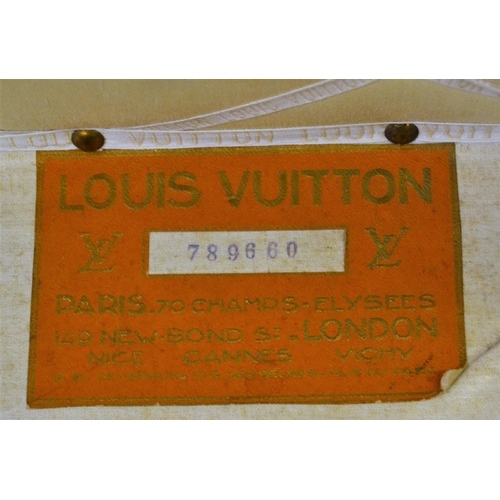 LOUIS VUITTON
LOUIS VUITTON
LV 789660 LV
PARIS.70 CHAMPS-ELYSEES
149 NEW-BOND ST-LONDON
NICE CANNES VICHY